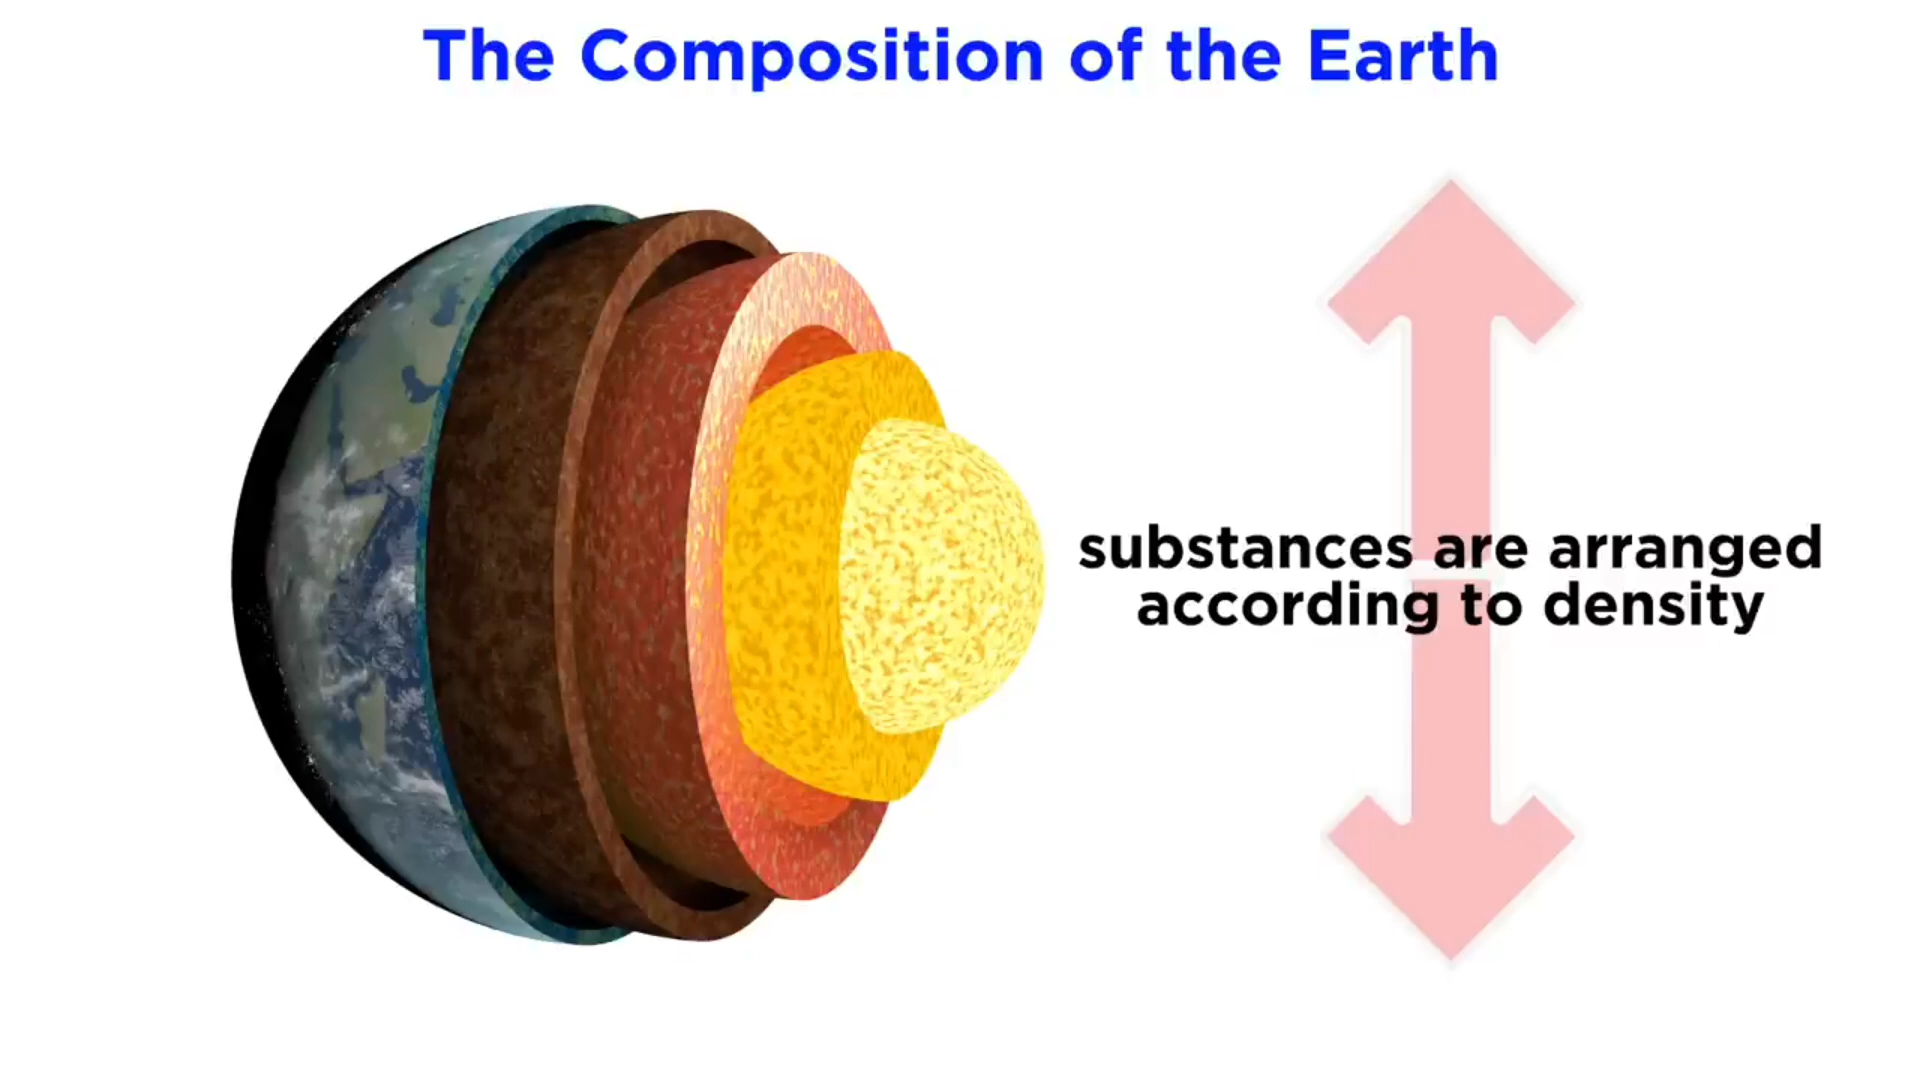 The Composition of the Earth
substances are arranged
according to density